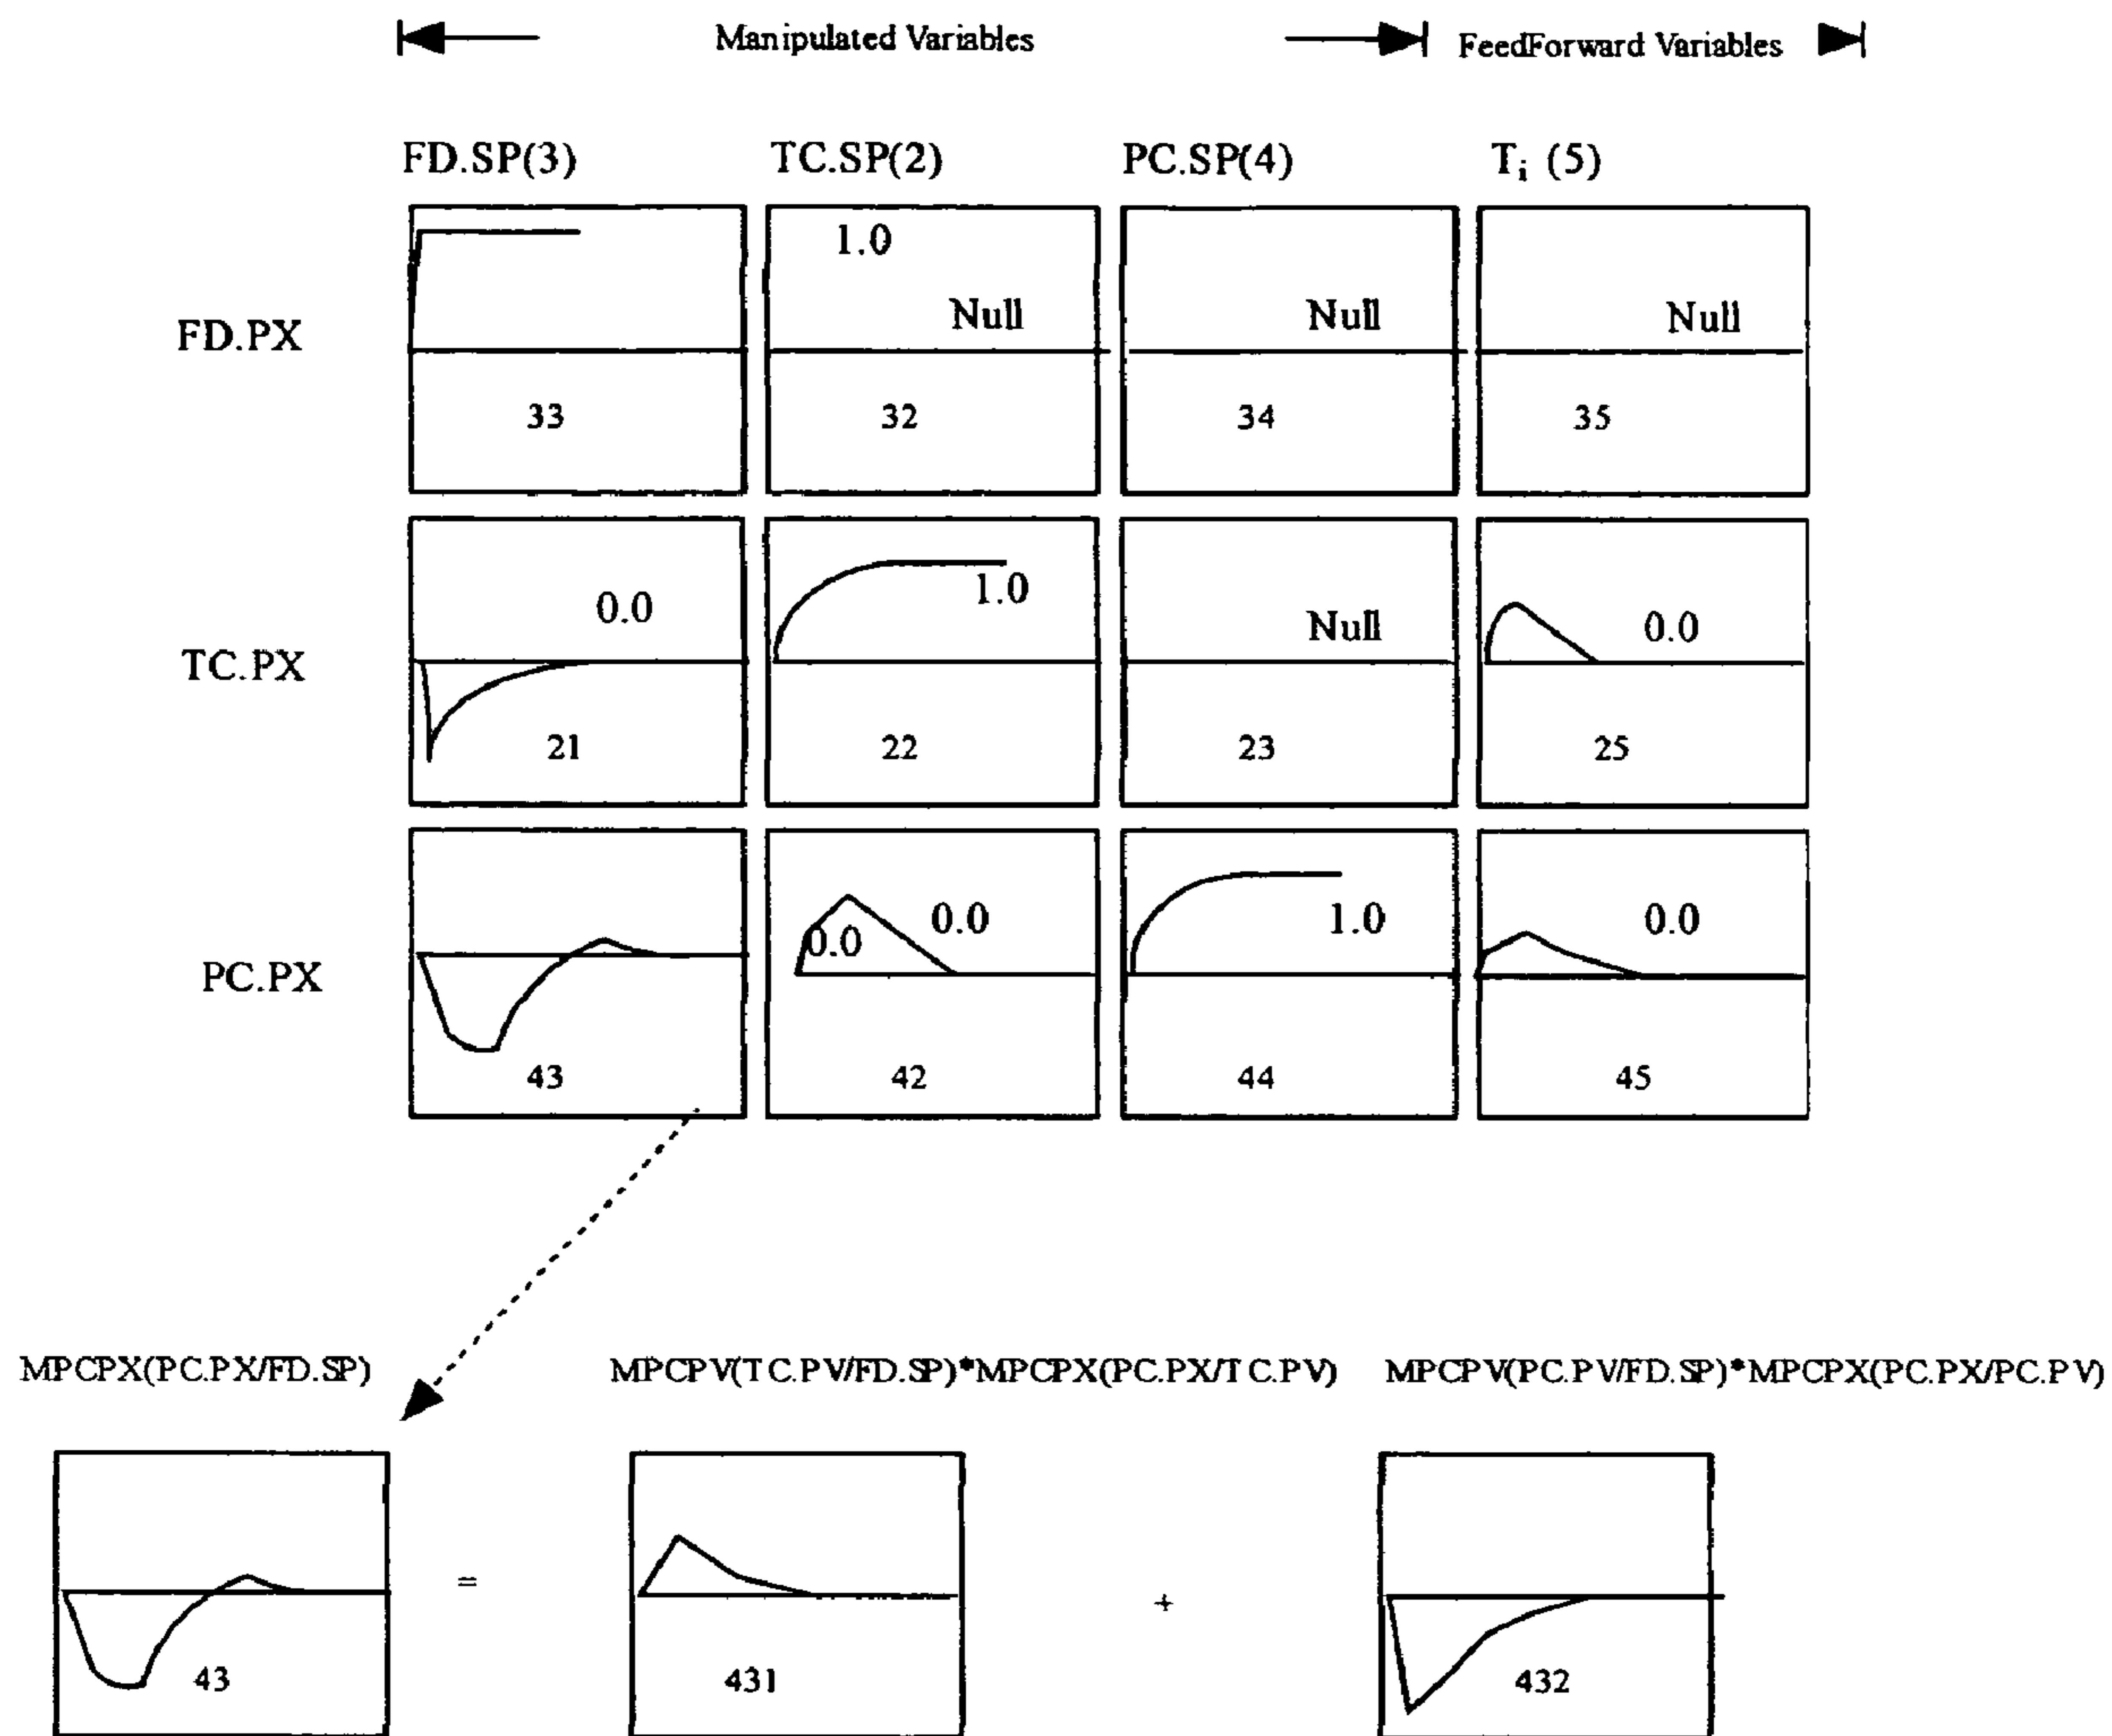 Manipulated Variables FeedForward Variables
FD.SP(3) TC.SP(2) PC.SP(4) Ti (5)
1.0
FD.PX Null Null Null
33 32 34 35
0.0 1.0 Null 0.0
TC.PX
21 22 23 25
0.0 0.0 1.0 0.0
PC.PX
43 42 44 45
MPCPX(PC.PX/FD.SP) MPCPV(TC.PV/FD.SP)*MPCPX(PC.PX/TC.PV) MPCPV(PC.PV/FD.SP)*MPCPX(PC.PX/PC.PV)
= +
43 431 432